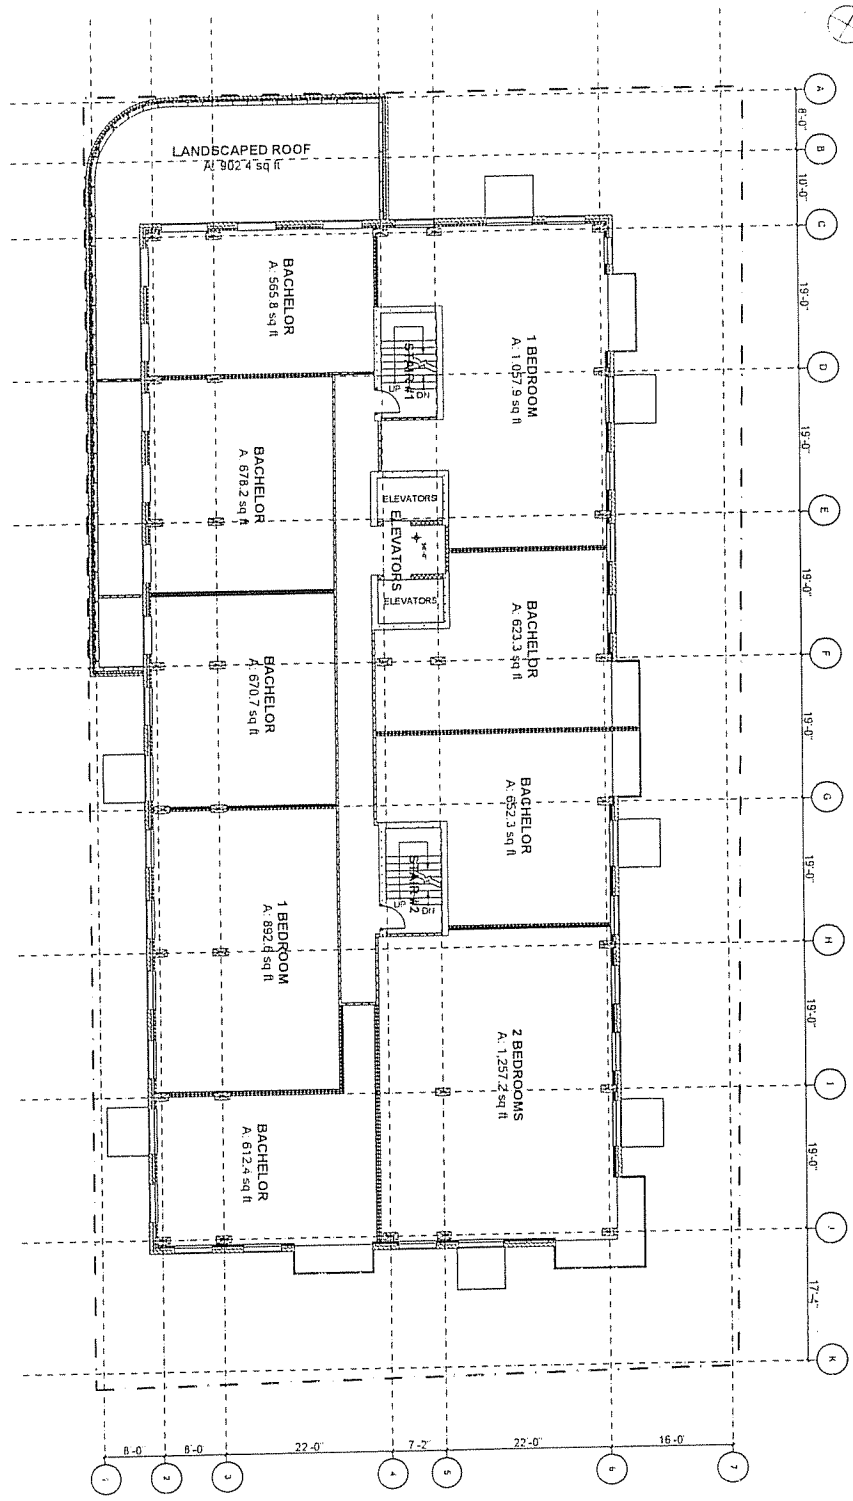 A
8'-0"
B
LANDSCAPED ROOF
A: 902.4 sq ft
10'-0"
C
BACHELOR
A: 565.8 sq ft
19'-0"
1 BEDROOM
A: 1,057.9 sq ft
STAIR #1
UP
DN
D
BACHELOR
A: 678.2 sq ft
19'-0"
ELEVATORS
ELEVATORS
ELEVATORS
E
19'-0"
BACHELOR
A: 623.3 sq ft
BACHELOR
A: 670.7 sq ft
F
19'-0"
BACHELOR
A: 652.3 sq ft
G
STAIR #2
UP
DN
19'-0"
1 BEDROOM
A: 892.6 sq ft
H
19'-0"
2 BEDROOMS
A: 1,257.2 sq ft
I
BACHELOR
A: 612.4 sq ft
19'-0"
J
17'-4"
K
8'-0"
8'-0"
22'-0"
7'-2"
22'-0"
16'-0"
1
2
3
4
5
6
7